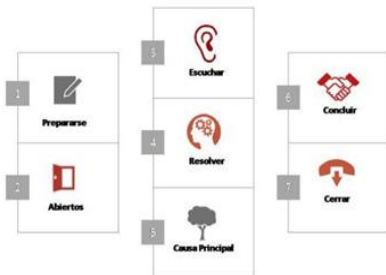 1
Prepararse
2
Abiertos
3
Escuchar
4
Resolver
5
Causa Principal
6
Concluir
7
Cerrar